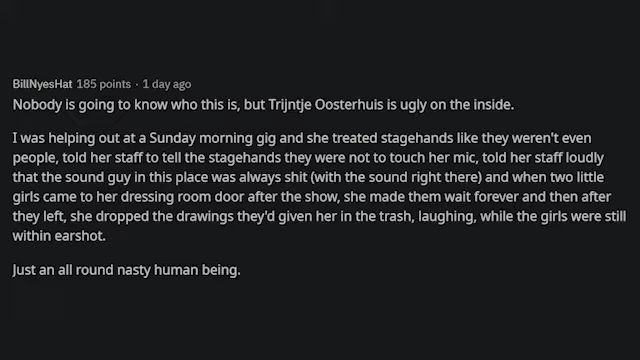 BillNyesHat 185 points · 1 day ago
Nobody is going to know who this is, but Trijntje Oosterhuis is ugly on the inside.
I was helping out at a Sunday morning gig and she treated stagehands like they weren't even
people, told her staff to tell the stagehands they were not to touch her mic, told her staff loudly
that the sound guy in this place was always shit (with the sound right there) and when two little
girls came to her dressing room door after the show, she made them wait forever and then after
they left, she dropped the drawings they'd given her in the trash, laughing, while the girls were still
within earshot.
Just an all round nasty human being.